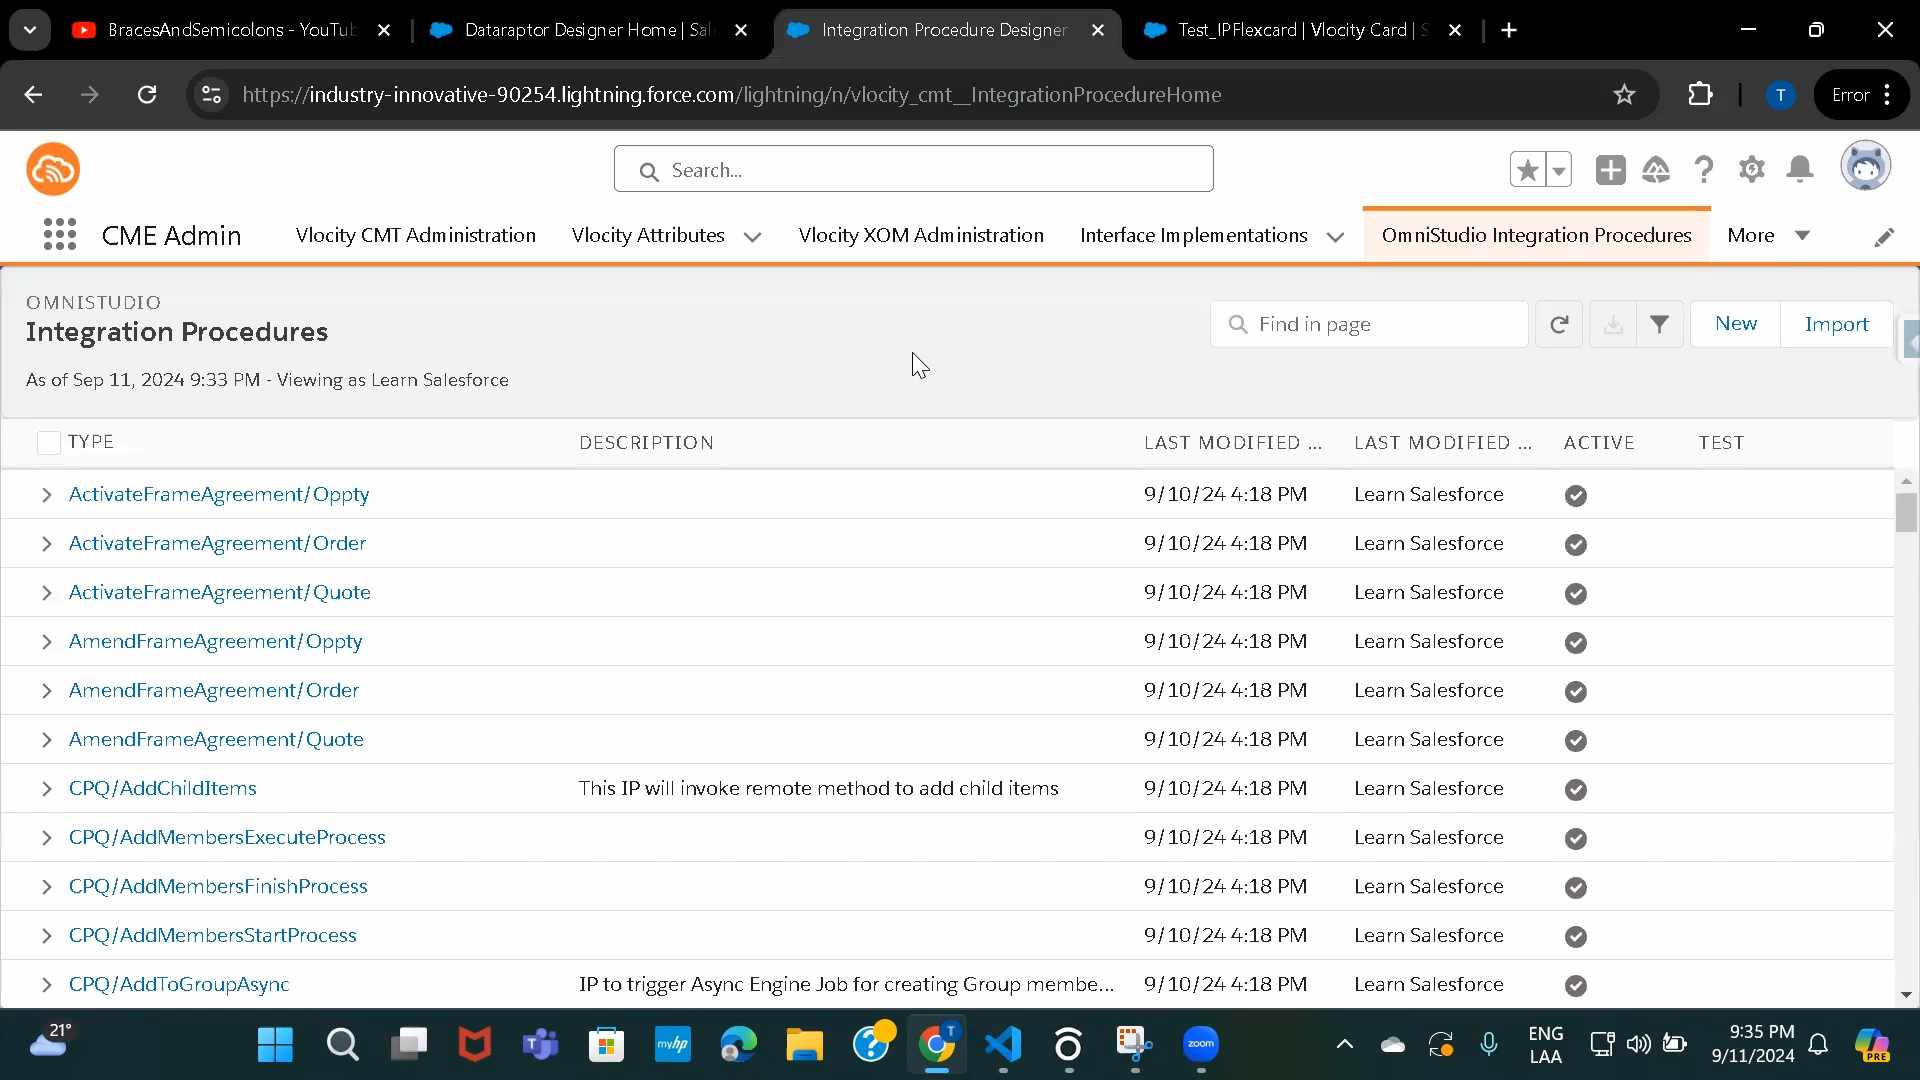 BracesAndSemicolons - YouTub
Dataraptor Designer Home | Sal
Integration Procedure Designer
Test_IPFlexcard | Vlocity Card | S
https://industry-innovative-90254.lightning.force.com/lightning/n/vlocity_cmt__IntegrationProcedureHome
T
Error
Search...
CME Admin
Vlocity CMT Administration
Vlocity Attributes
Vlocity XOM Administration
Interface Implementations
OmniStudio Integration Procedures
More
OMNISTUDIO
Integration Procedures
As of Sep 11, 2024 9:33 PM - Viewing as Learn Salesforce
Find in page
New
Import
TYPE DESCRIPTION LAST MODIFIED ... LAST MODIFIED ... ACTIVE TEST
ActivateFrameAgreement/Oppty 9/10/24 4:18 PM Learn Salesforce
ActivateFrameAgreement/Order 9/10/24 4:18 PM Learn Salesforce
ActivateFrameAgreement/Quote 9/10/24 4:18 PM Learn Salesforce
AmendFrameAgreement/Oppty 9/10/24 4:18 PM Learn Salesforce
AmendFrameAgreement/Order 9/10/24 4:18 PM Learn Salesforce
AmendFrameAgreement/Quote 9/10/24 4:18 PM Learn Salesforce
CPQ/AddChildItems This IP will invoke remote method to add child items 9/10/24 4:18 PM Learn Salesforce
CPQ/AddMembersExecuteProcess 9/10/24 4:18 PM Learn Salesforce
CPQ/AddMembersFinishProcess 9/10/24 4:18 PM Learn Salesforce
CPQ/AddMembersStartProcess 9/10/24 4:18 PM Learn Salesforce
CPQ/AddToGroupAsync IP to trigger Async Engine Job for creating Group membe... 9/10/24 4:18 PM Learn Salesforce
21°
myhp
T
zoom
ENG
LAA
9:35 PM
9/11/2024
PRE